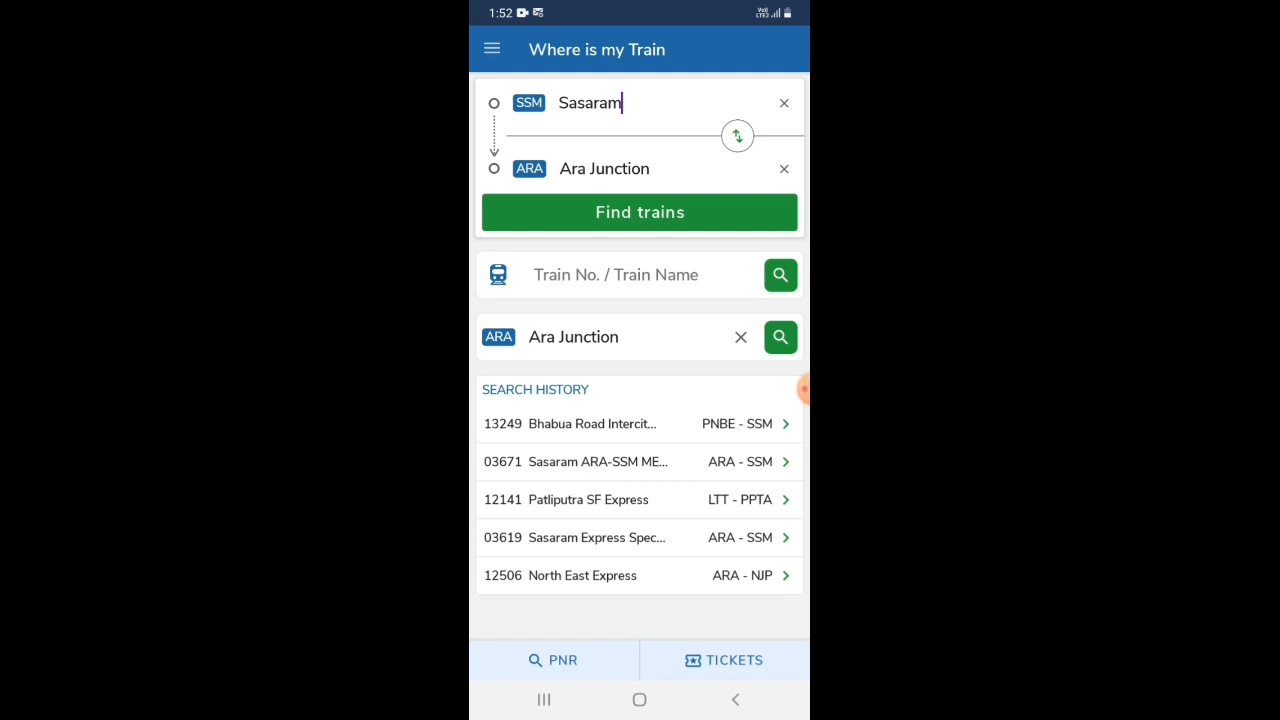 1:52
Vo)) LTE2
Where is my Train
SSM Sasaram
ARA Ara Junction
Find trains
Train No. / Train Name
ARA Ara Junction
SEARCH HISTORY
13249 Bhabua Road Intercit... PNBE - SSM
03671 Sasaram ARA-SSM ME... ARA - SSM
12141 Patliputra SF Express LTT - PPTA
03619 Sasaram Express Spec... ARA - SSM
12506 North East Express ARA - NJP
PNR TICKETS